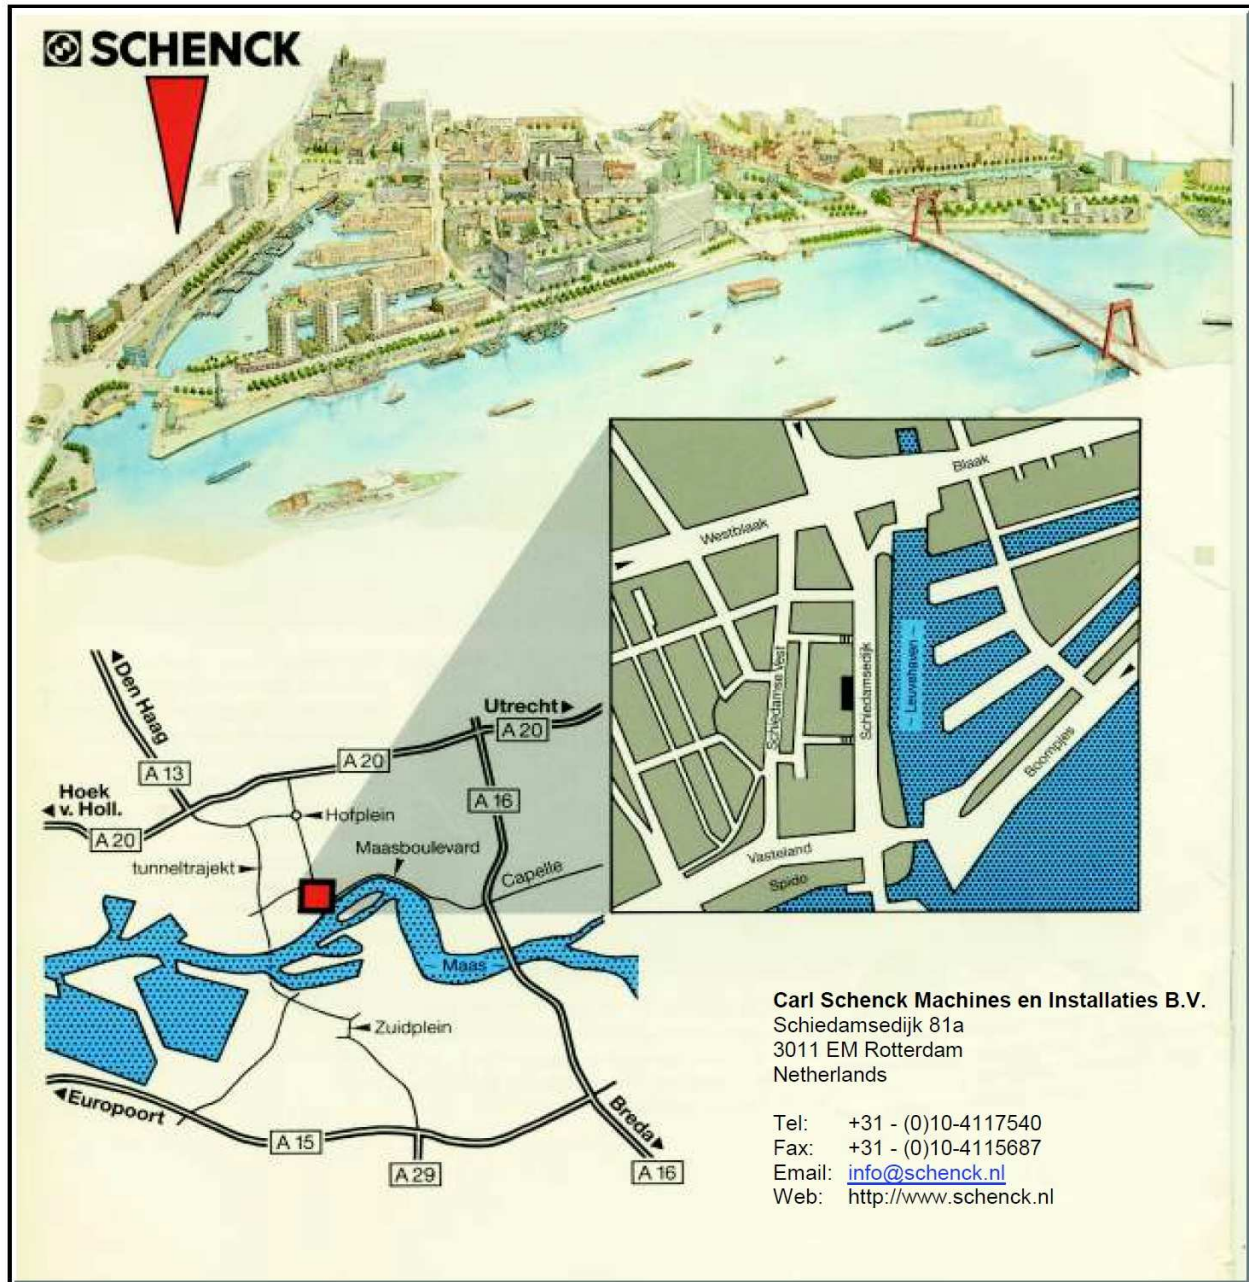 SCHENCK
Blaak
Westblaak
Schiedamse Vest
Schiedamsedijk
~ Leuvehaven ~
Boompjes
Vasteland
Spido
Den Haag
Utrecht
A 20
A 20
A 13
Hoek
v. Holl.
A 16
Hofplein
A 20
Maasboulevard
tunneltrajekt
Capelle
~ Maas ~
Zuidplein
Europoort
Breda
A 15
A 29
A 16
Carl Schenck Machines en Installaties B.V.
Schiedamsedijk 81a
3011 EM Rotterdam
Netherlands
Tel: +31 - (0)10-4117540
Fax: +31 - (0)10-4115687
Email: info@schenck.nl
Web: http://www.schenck.nl